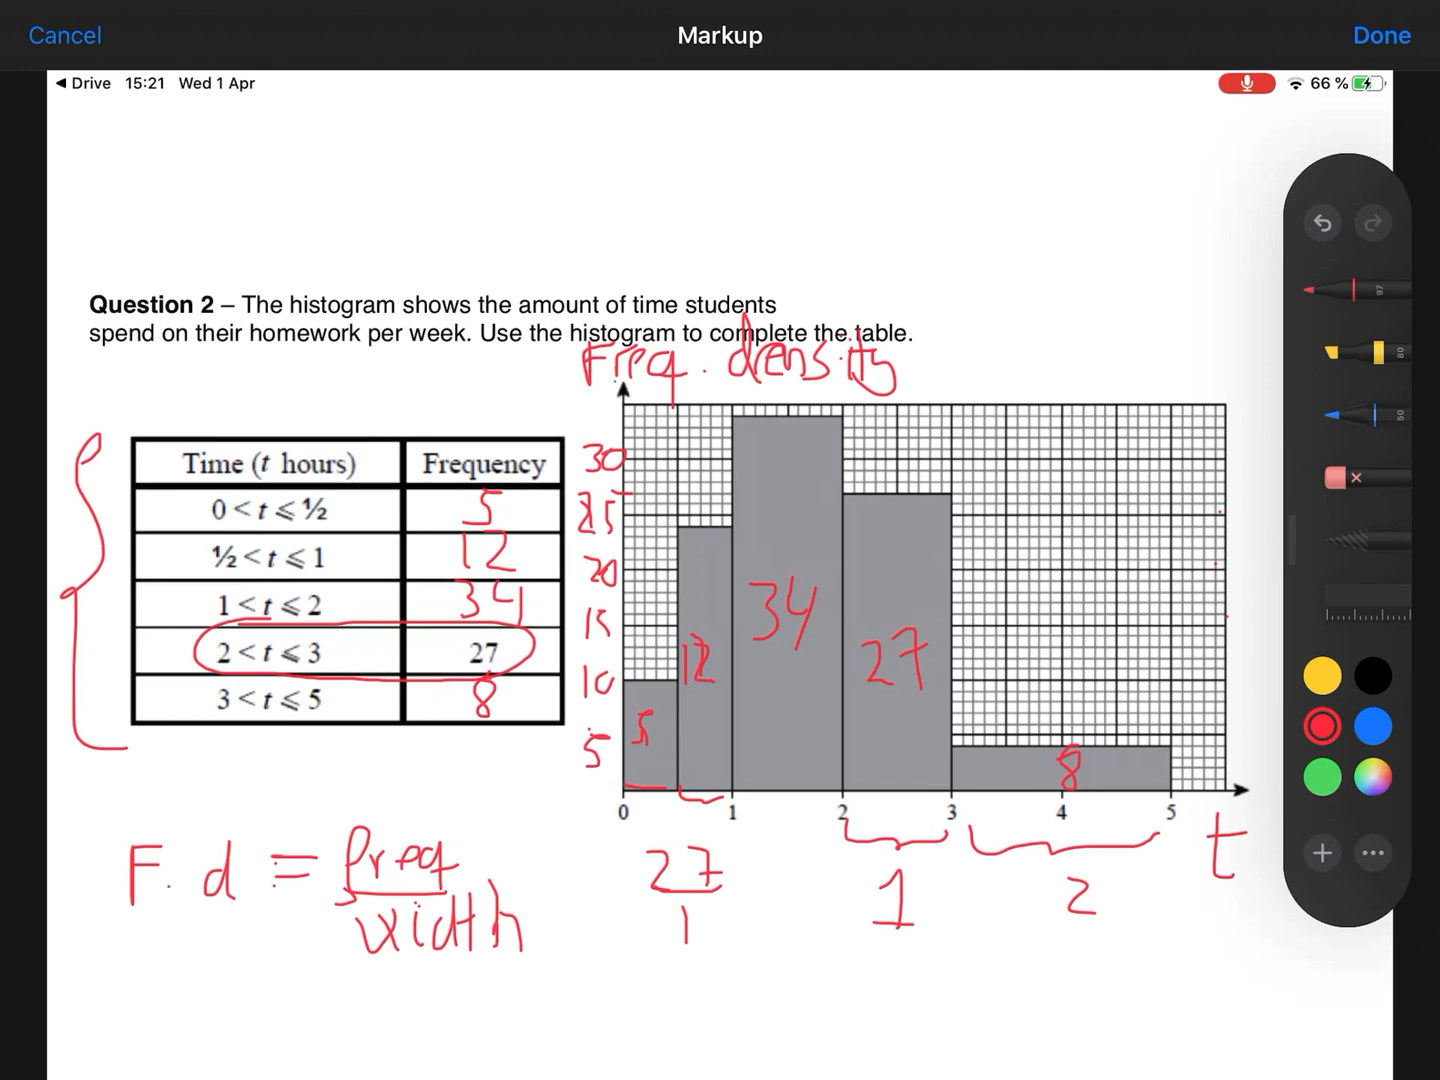 Cancel
Markup
Done
Drive 15:21 Wed 1 Apr
66 %
Question 2 – The histogram shows the amount of time students
spend on their homework per week. Use the histogram to complete the table.
Freq. density
Time (t hours) Frequency
0 < t ⩽ ½ 5
½ < t ⩽ 1 12
1 < t ⩽ 2 34
2 < t ⩽ 3 27
3 < t ⩽ 5 8
30
25
20
15
10
5
5
12
34
27
8
0 1 2 3 4 5
t
F.d = Freq
width
27
1
1
2
97
80
50